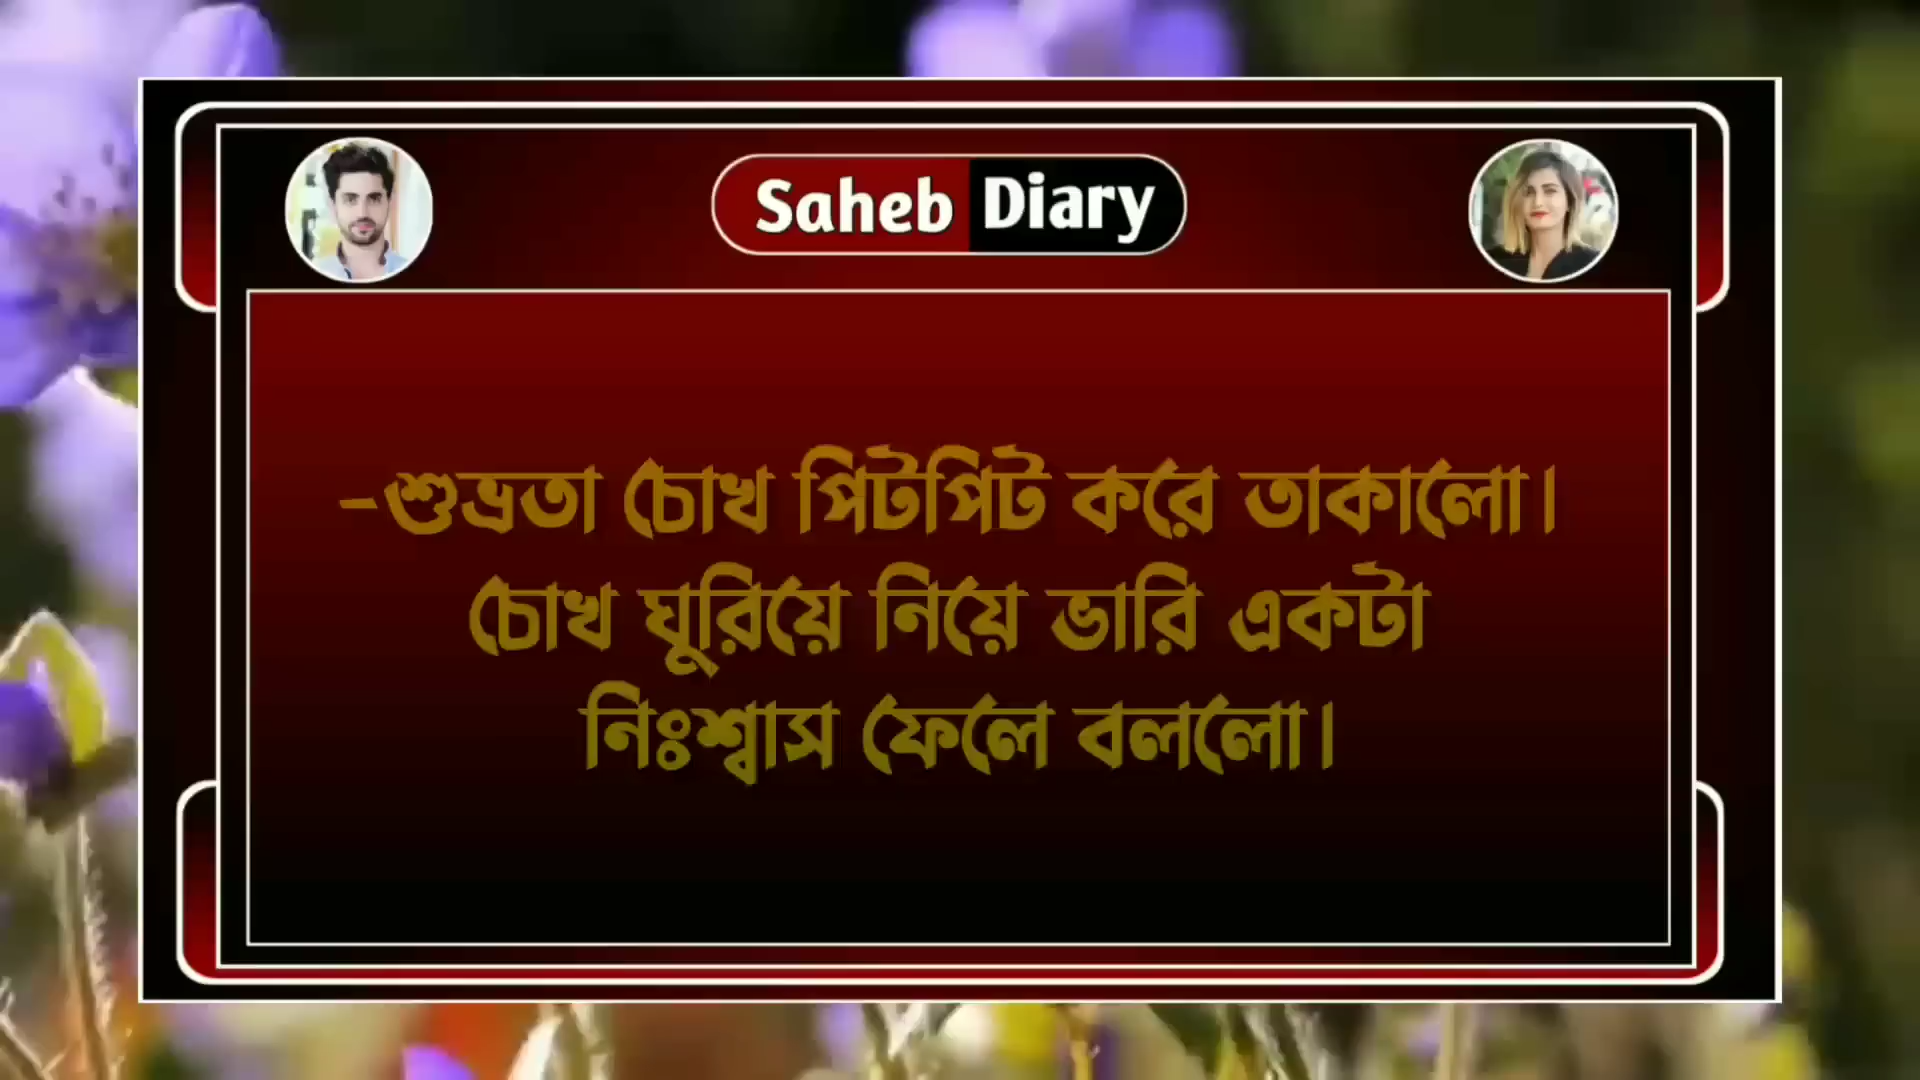 Saheb Diary
-শুভ্রতা চোখ পিটপিট করে তাকালো।
চোখ ঘুরিয়ে নিয়ে ভারি একটা
নিঃশ্বাস ফেলে বললো।